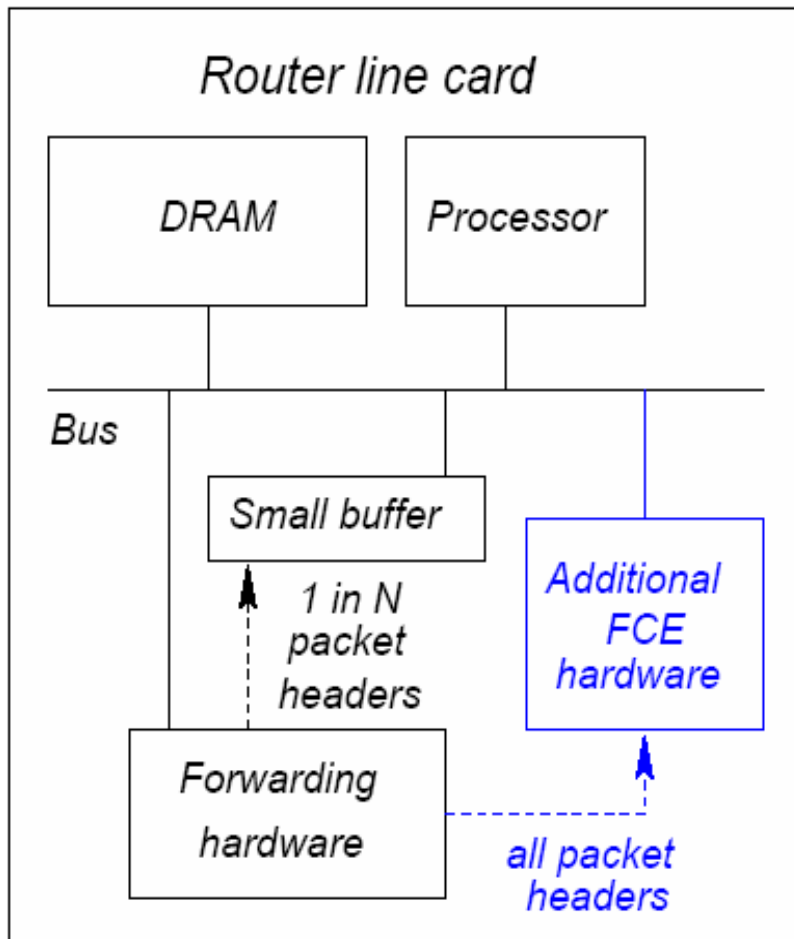 Router line card
DRAM
Processor
Bus
Small buffer
1 in N
packet
headers
Additional
FCE
hardware
Forwarding
hardware
all packet
headers